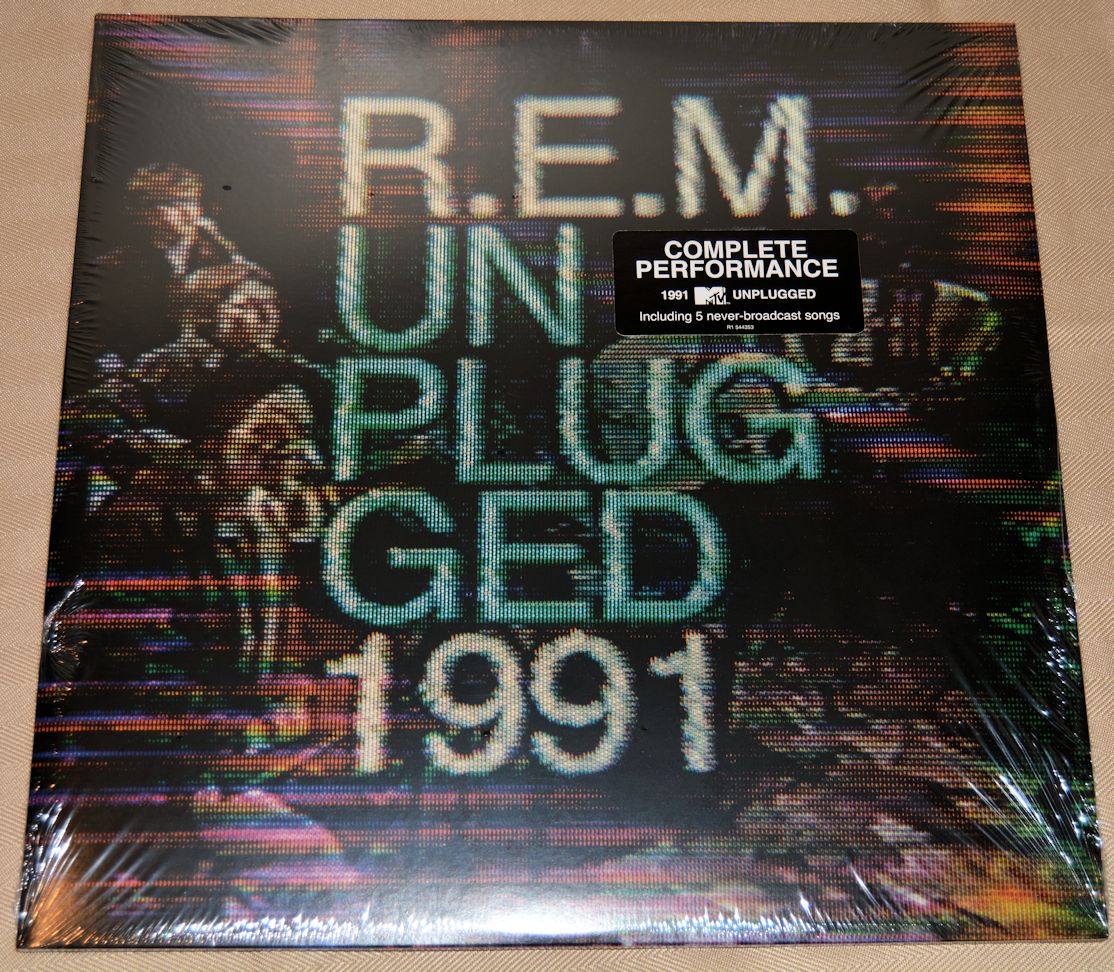 R.E.M.
UN
PLUG
GED
1991
COMPLETE
PERFORMANCE
1991 MTV UNPLUGGED
Including 5 never-broadcast songs
R1 544353